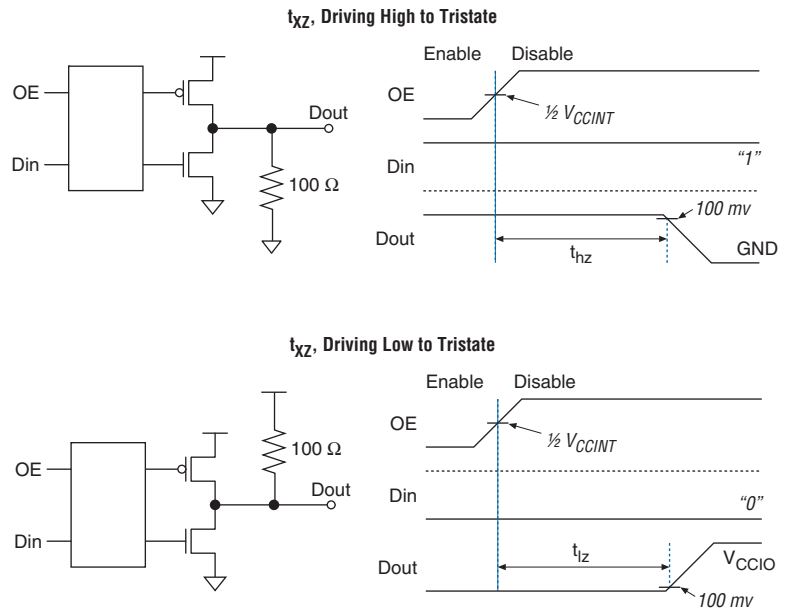 tXZ, Driving High to Tristate
Enable Disable
OE
Din
Dout
100 Ω
OE
½ VCCINT
Din
"1"
Dout
100 mv
thz
GND
tXZ, Driving Low to Tristate
Enable Disable
OE
Din
100 Ω
Dout
OE
½ VCCINT
Din
"0"
Dout
tlz
VCCIO
100 mv